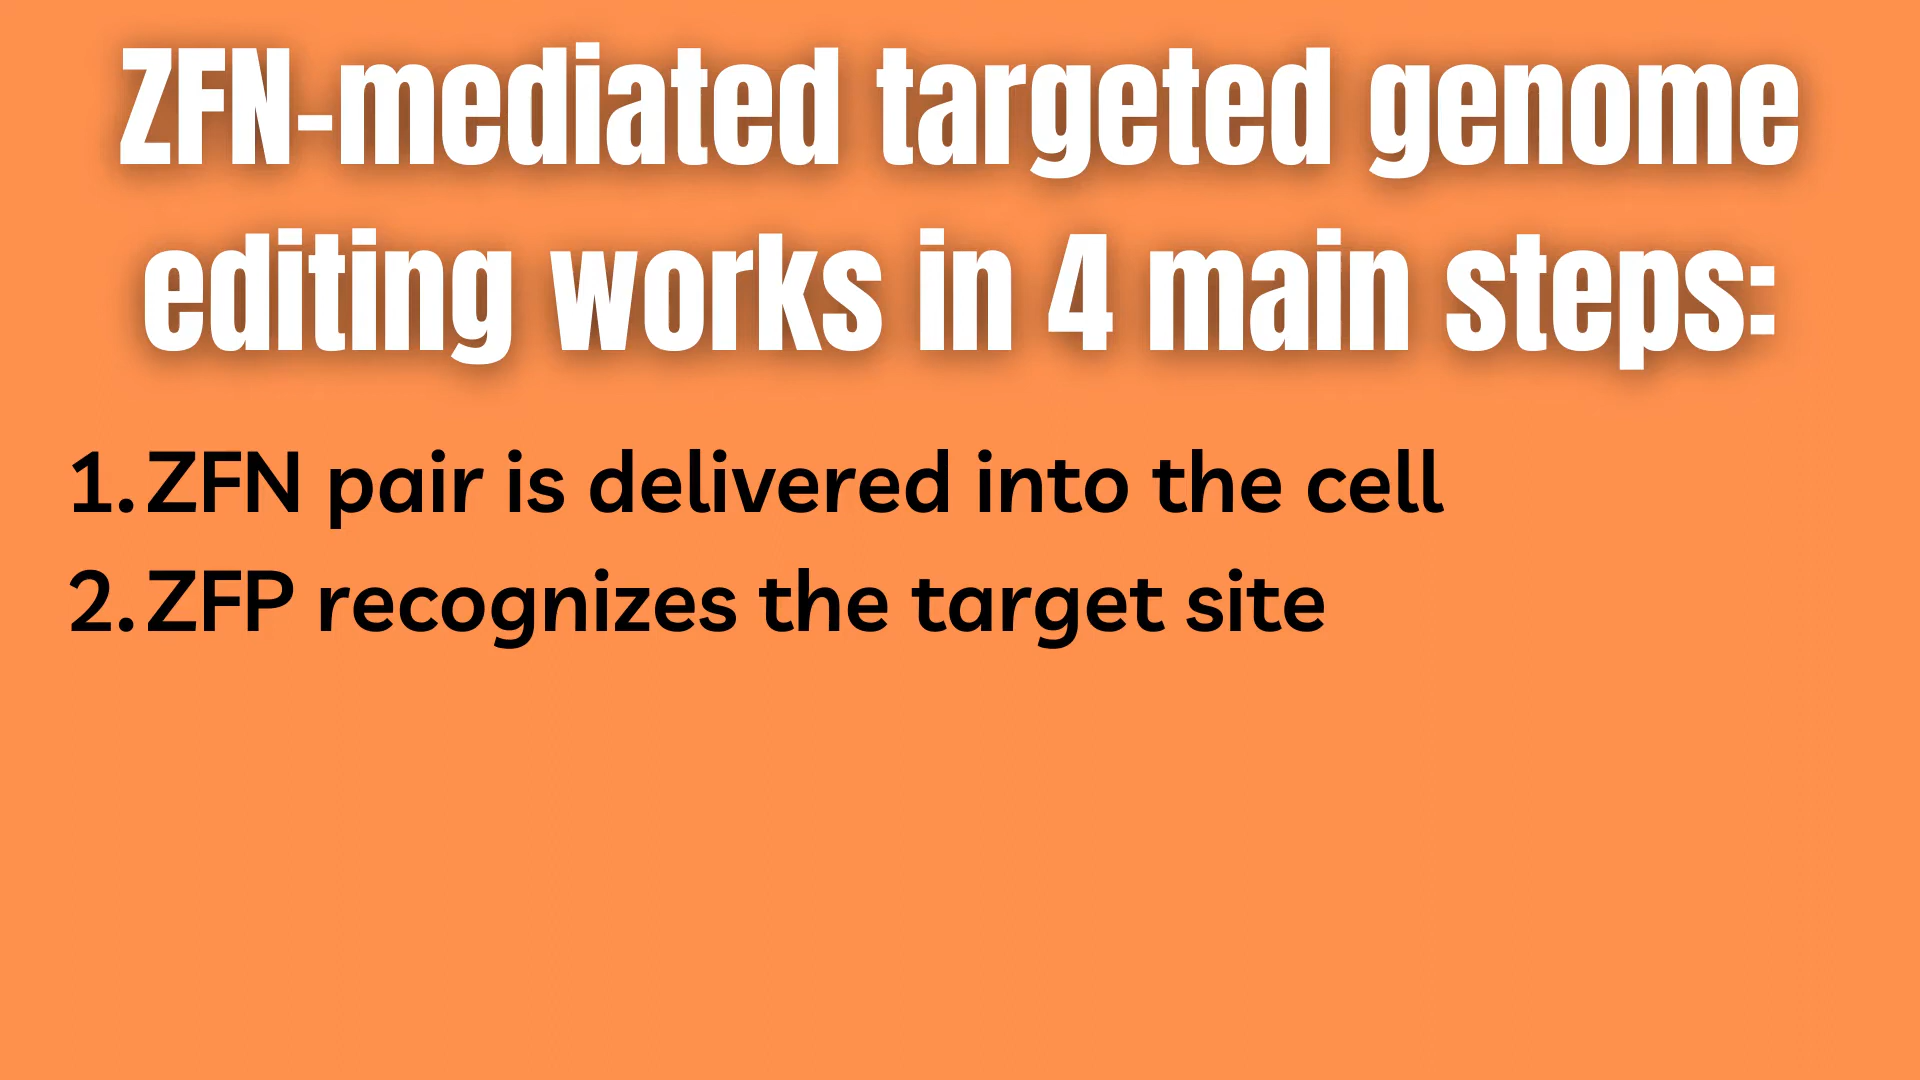 ZFN-mediated targeted genome
editing works in 4 main steps:
1. ZFN pair is delivered into the cell
2. ZFP recognizes the target site